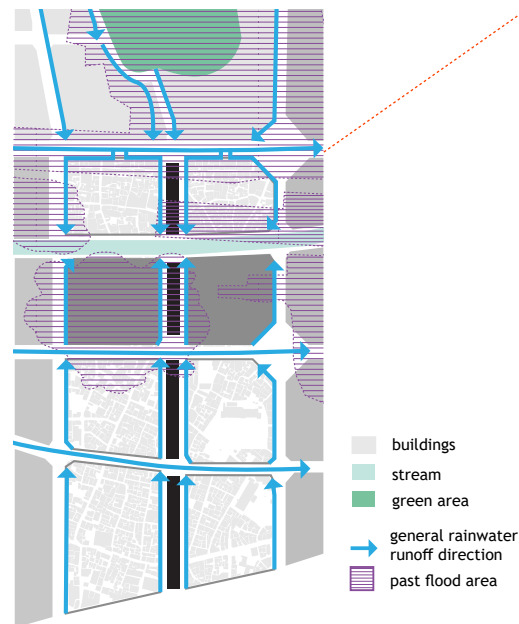 buildings
stream
green area
general rainwater
runoff direction
past flood area